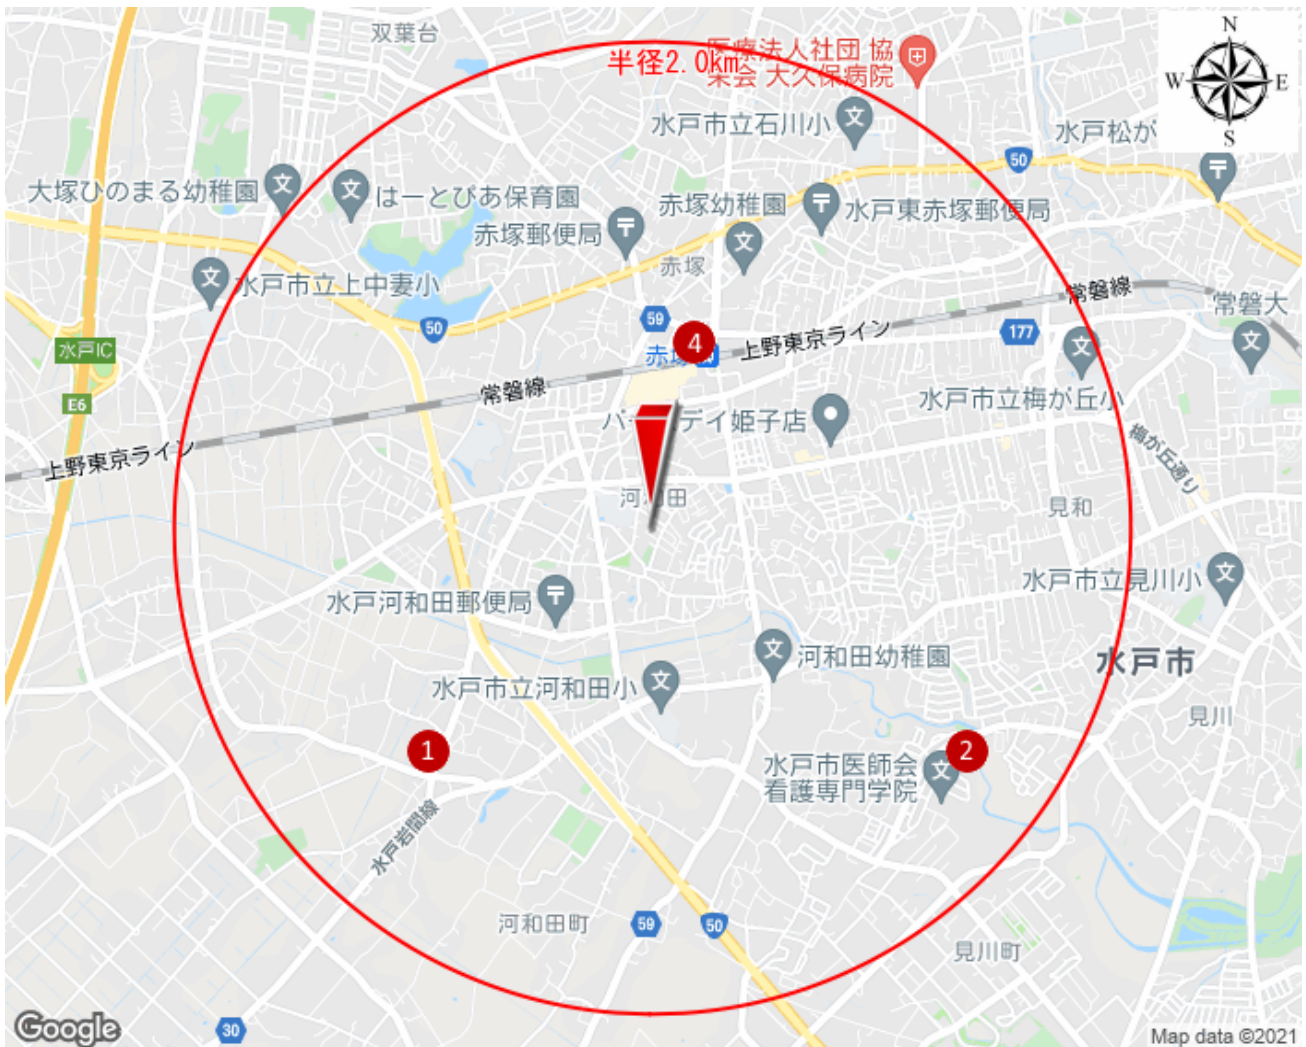 双葉台
医療法人社団 協
栄会 大久保病院
半径2.0km
N
W
E
S
水戸市立石川小
水戸松が
50
大塚ひのまる幼稚園
はーとぴあ保育園
赤塚幼稚園
水戸東赤塚郵便局
赤塚郵便局
赤塚
水戸市立上中妻小
常磐線
常磐大
59
50
177
4
水戸IC
赤塚
上野東京ライン
常磐線
E6
水戸市立梅が丘小
デイ姫子店
梅が丘通り
上野東京ライン
河和田
見和
水戸市立見川小
水戸河和田郵便局
河和田幼稚園
水戸市
水戸市立河和田小
見川
1
2
水戸市医師会
看護専門学院
水戸岩間線
河和田町
59
50
見川町
30
Google
Map data ©2021